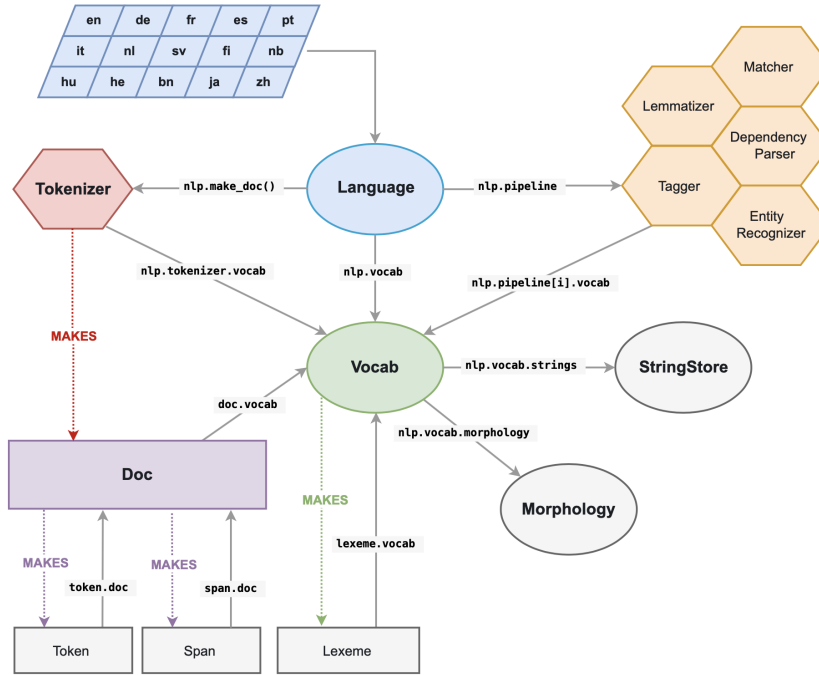 en de fr es pt
it nl sv fi nb
hu he bn ja zh
Matcher
Lemmatizer
Dependency
Parser
Tokenizer
nlp.make_doc()
Language
nlp.pipeline
Tagger
Entity
Recognizer
nlp.tokenizer.vocab
nlp.vocab
nlp.pipeline[i].vocab
MAKES
Vocab
nlp.vocab.strings
StringStore
doc.vocab
nlp.vocab.morphology
Doc
MAKES
Morphology
lexeme.vocab
MAKES
token.doc
MAKES
span.doc
Token
Span
Lexeme